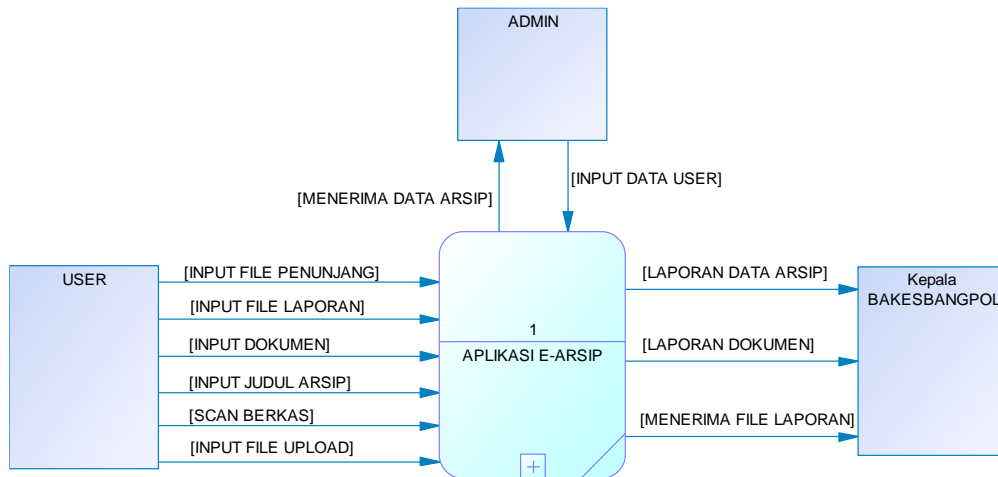 ADMIN
[MENERIMA DATA ARSIP]
[INPUT DATA USER]
USER
[INPUT FILE PENUNJANG]
[INPUT FILE LAPORAN]
[INPUT DOKUMEN]
[INPUT JUDUL ARSIP]
[SCAN BERKAS]
[INPUT FILE UPLOAD]
1
APLIKASI E-ARSIP
[LAPORAN DATA ARSIP]
[LAPORAN DOKUMEN]
[MENERIMA FILE LAPORAN]
Kepala
BAKESBANGPOL